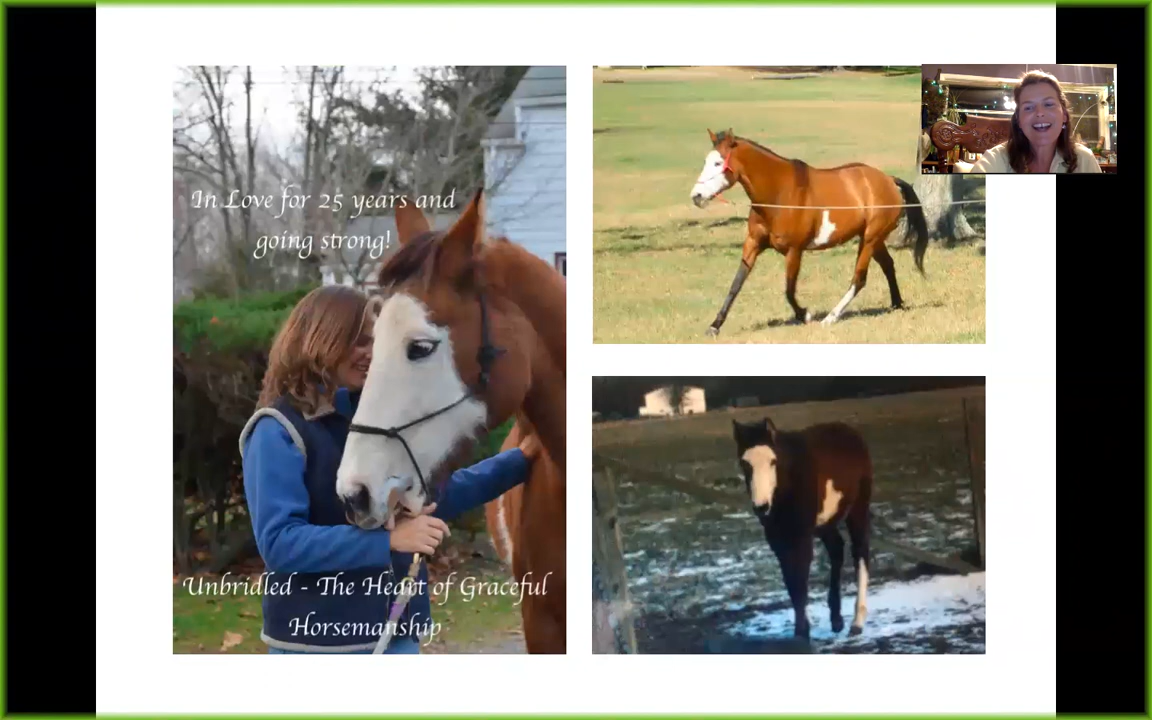 In Love for 25 years and
going strong!
Unbridled - The Heart of Graceful
Horsemanship